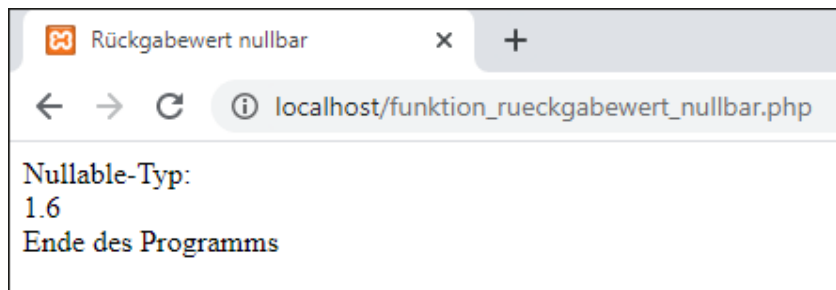 Rückgabewert nullbar
localhost/funktion_rueckgabewert_nullbar.php
Nullable-Typ:
1.6
Ende des Programms